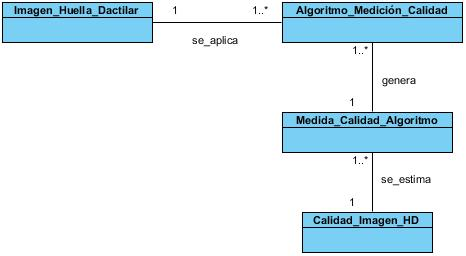 Imagen_Huella_Dactilar
1
1..*
Algoritmo_Medición_Calidad
se_aplica
1..*
genera
1
Medida_Calidad_Algoritmo
1..*
se_estima
1
Calidad_Imagen_HD